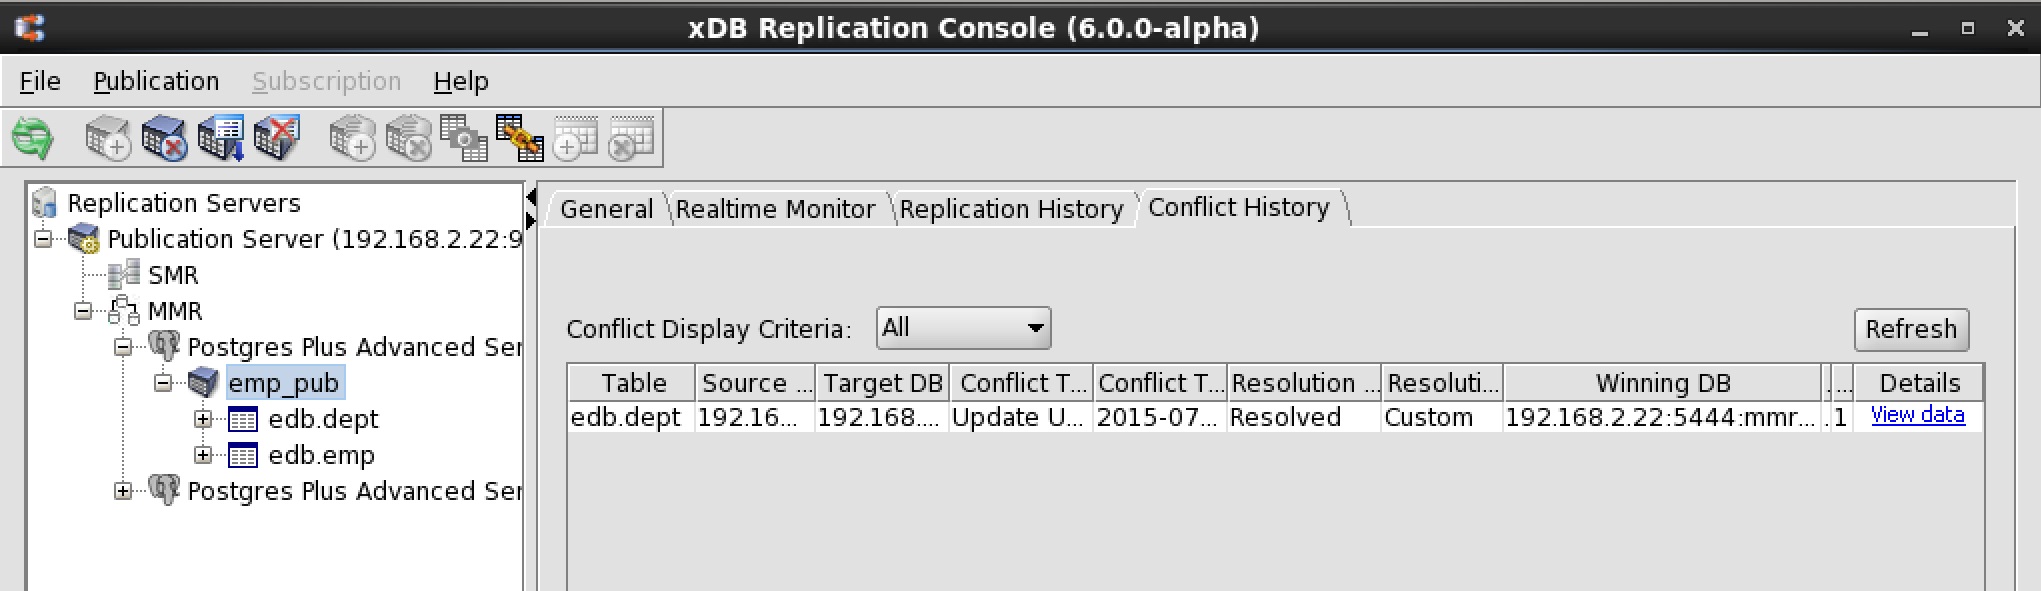 xDB Replication Console (6.0.0-alpha)
File Publication Subscription Help
Replication Servers
Publication Server (192.168.2.22:9
SMR
MMR
Postgres Plus Advanced Ser
emp_pub
edb.dept
edb.emp
Postgres Plus Advanced Ser
General Realtime Monitor Replication History Conflict History
Conflict Display Criteria: All Refresh
Table Source ... Target DB Conflict T... Conflict T... Resolution ... Resoluti... Winning DB . ... Details
edb.dept 192.16... 192.168.... Update U... 2015-07... Resolved Custom 192.168.2.22:5444:mmr... . 1 View data